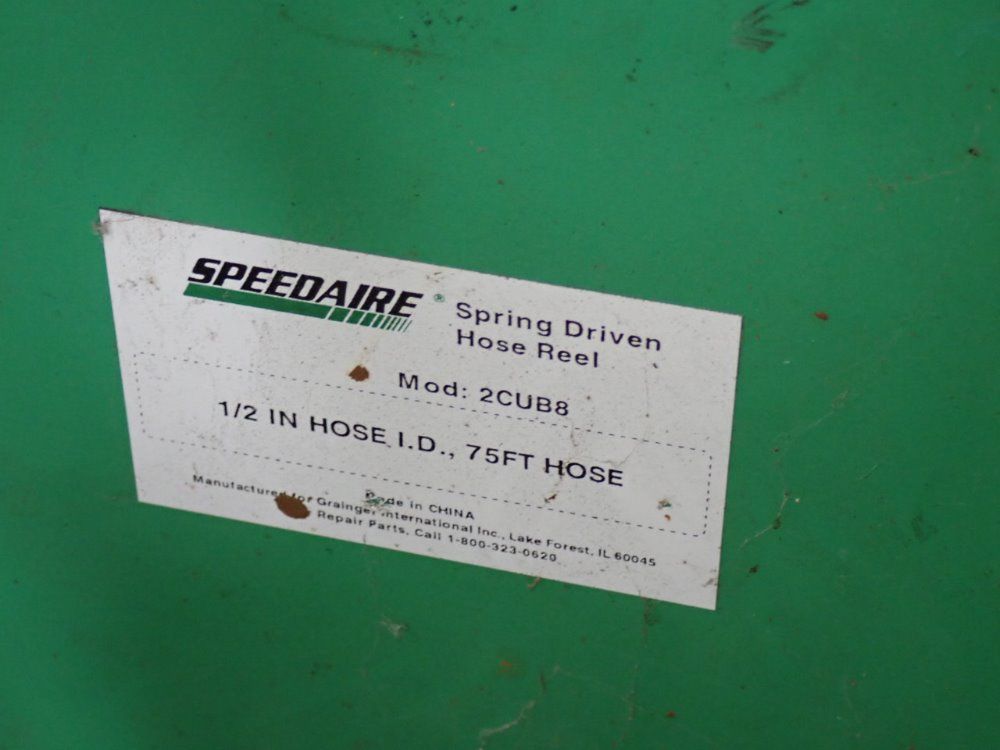 SPEEDAIRE ®
Spring Driven
Hose Reel
Mod: 2CUB8
1/2 IN HOSE I.D., 75FT HOSE
Made in CHINA
Manufactured for Grainger International Inc., Lake Forest, IL 60045
Repair Parts, Call 1-800-323-0620